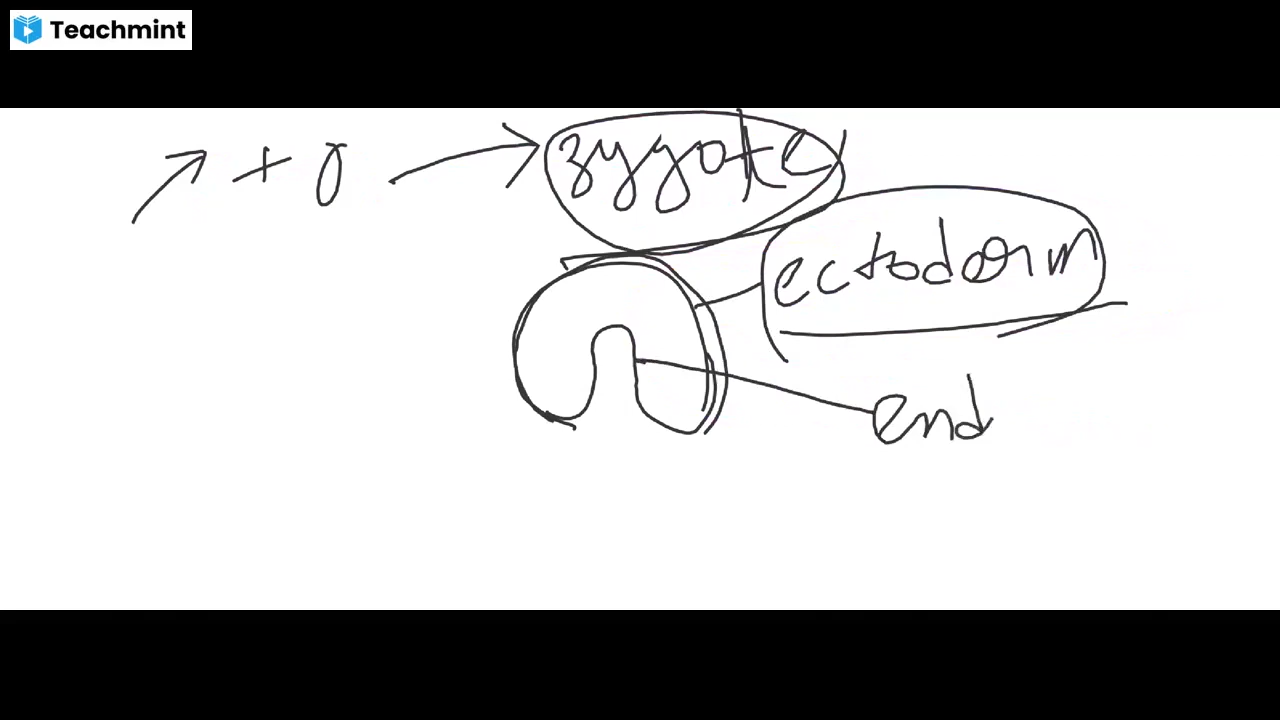 Teachmint
+
zygote
ectoderm
end